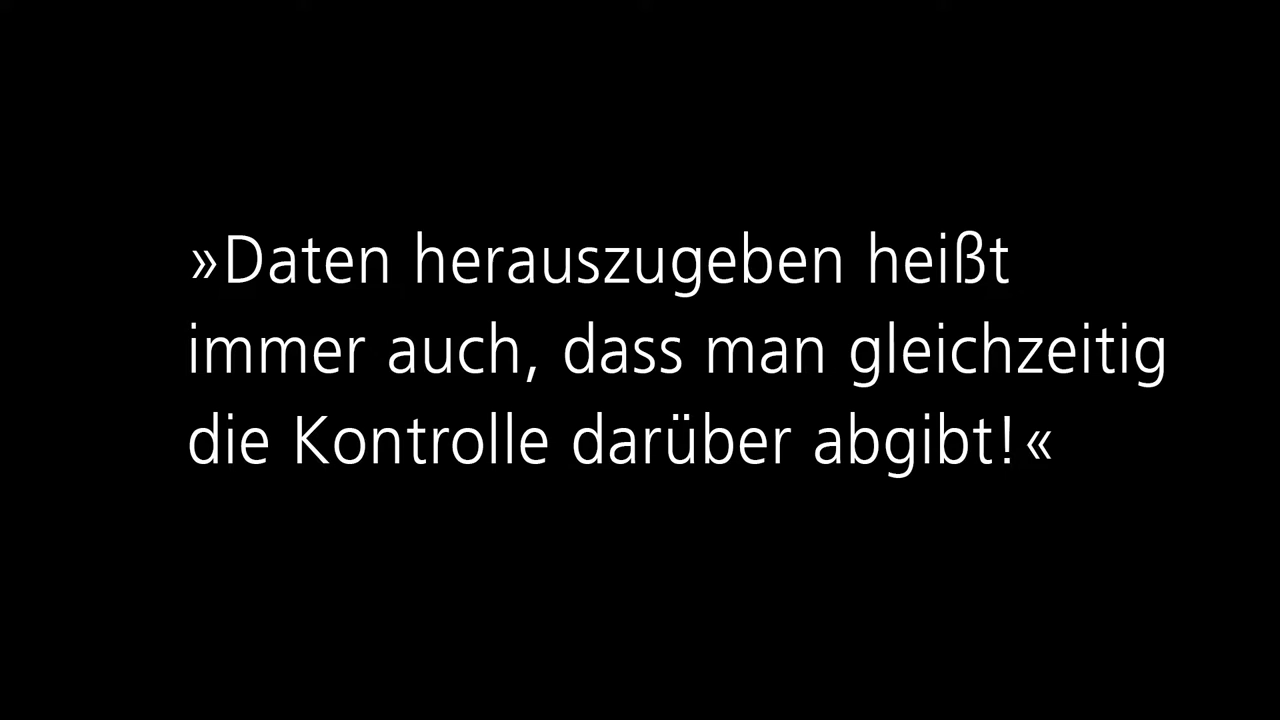 »Daten herauszugeben heißt
immer auch, dass man gleichzeitig
die Kontrolle darüber abgibt!«